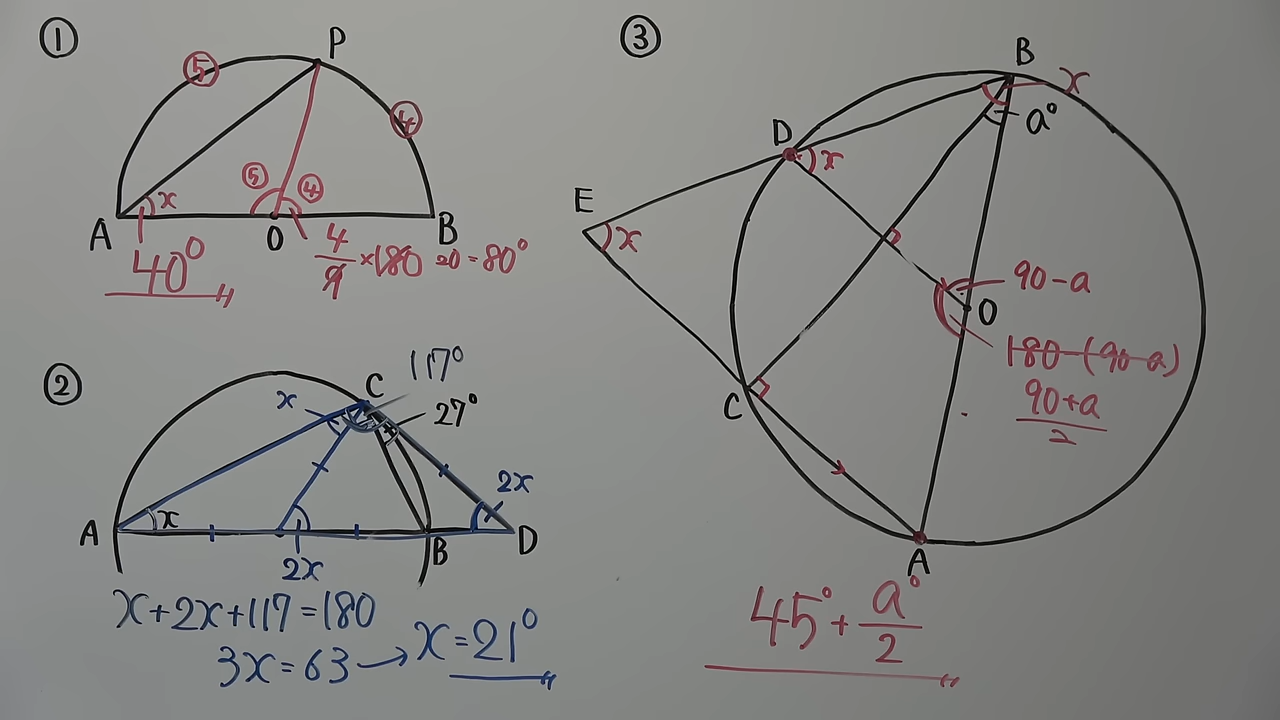 ①
P
⑤
④
⑤
④
x
A
O
B
40°
4/9 ×180 20 = 80°
②
C
117°
27°
x
2x
A
x
B
D
2x
x+2x+117=180
3x=63→x=21°
③
B
x
a°
D
x
E
x
90-a
O
180-(90-a)
90+a/2
C
A
45°+a°/2